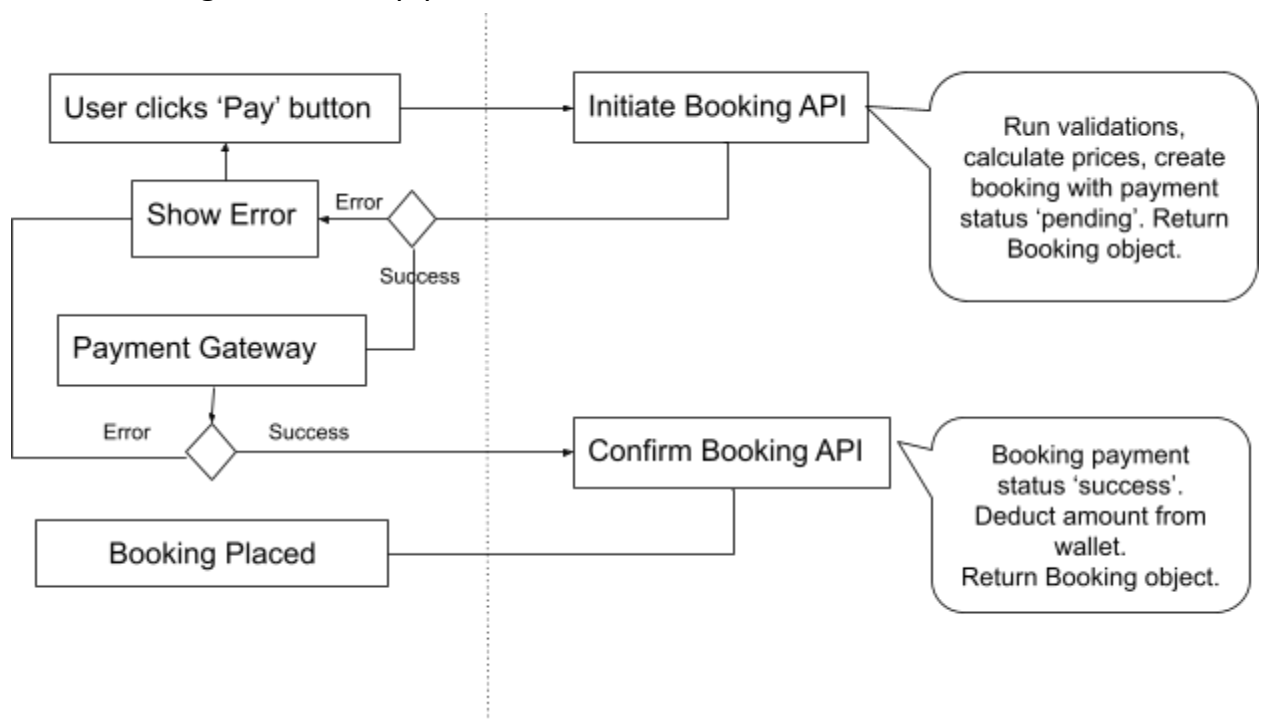 User clicks ‘Pay’ button
Initiate Booking API
Run validations,
calculate prices, create
booking with payment
status ‘pending’. Return
Booking object.
Error
Show Error
Success
Payment Gateway
Error
Success
Confirm Booking API
Booking payment
status ‘success’.
Deduct amount from
wallet.
Return Booking object.
Booking Placed